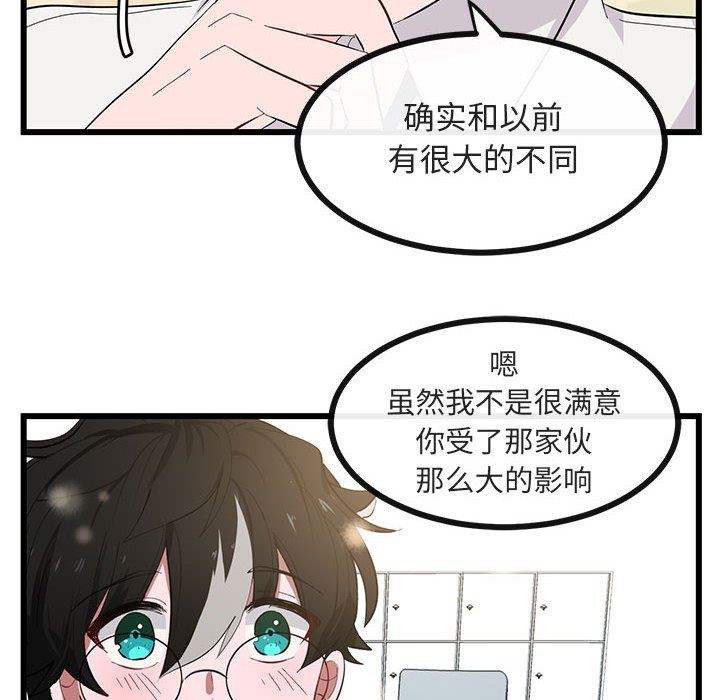 确实和以前
有很大的不同
嗯
虽然我不是很满意
你受了那家伙
那么大的影响